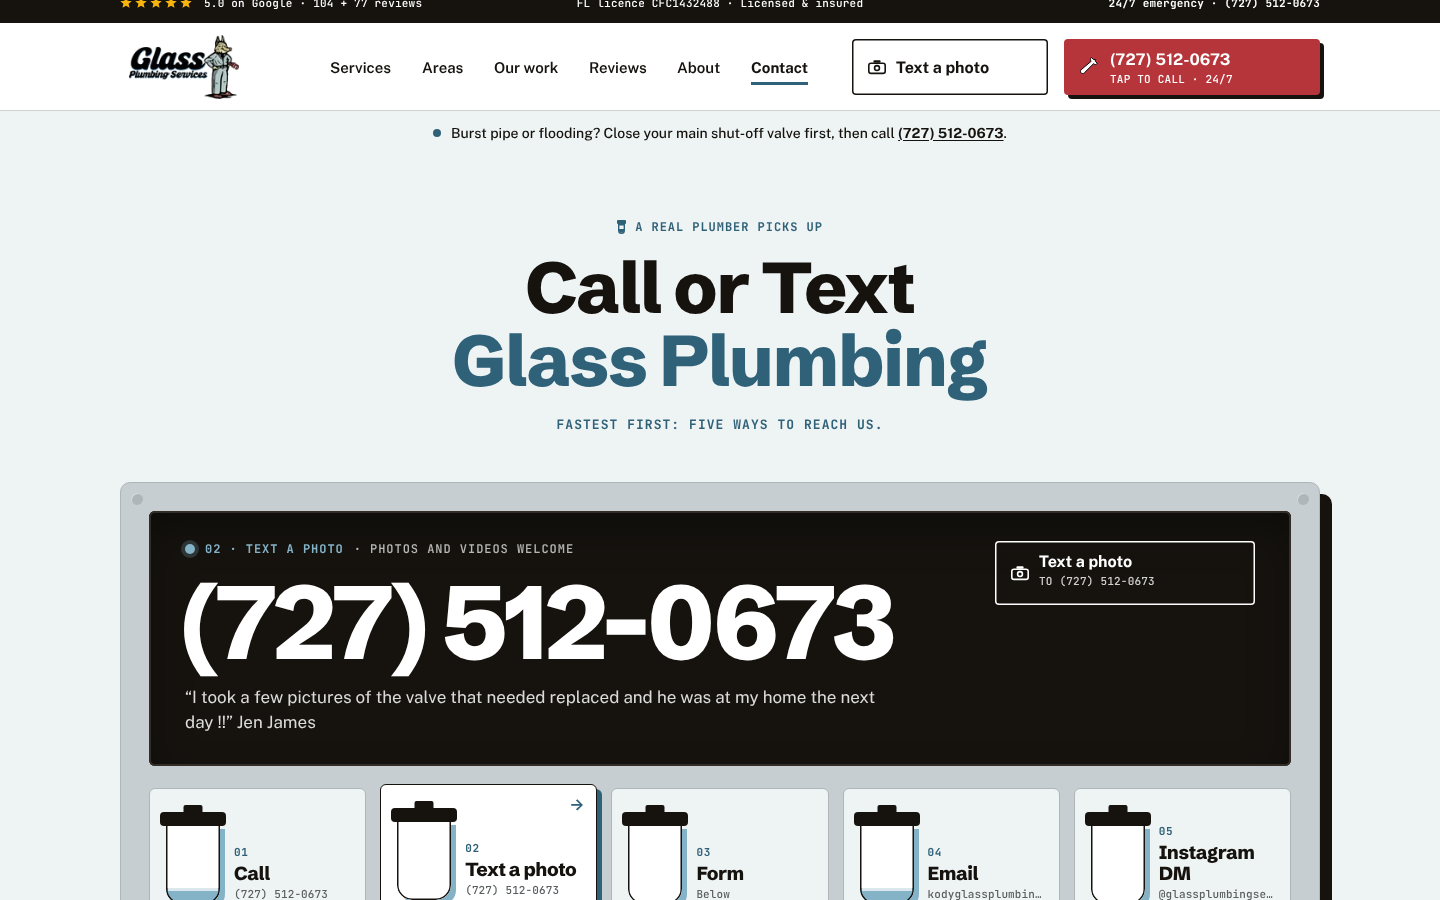 5.0 on Google · 104 + 77 reviews
FL licence CFC1432488 · Licensed & insured
24/7 emergency · (727) 512-0673
Glass
Plumbing Services
Services
Areas
Our work
Reviews
About
Contact
Text a photo
(727) 512-0673
TAP TO CALL · 24/7
Burst pipe or flooding? Close your main shut-off valve first, then call (727) 512-0673.
A REAL PLUMBER PICKS UP
Call or Text
Glass Plumbing
FASTEST FIRST: FIVE WAYS TO REACH US.
02 · TEXT A PHOTO · PHOTOS AND VIDEOS WELCOME
(727) 512-0673
“I took a few pictures of the valve that needed replaced and he was at my home the next
day !!” Jen James
Text a photo
TO (727) 512-0673
01
Call
(727) 512-0673
02
Text a photo
(727) 512-0673
03
Form
Below
04
Email
kodyglassplumbin…
05
Instagram
DM
@glassplumbingse…